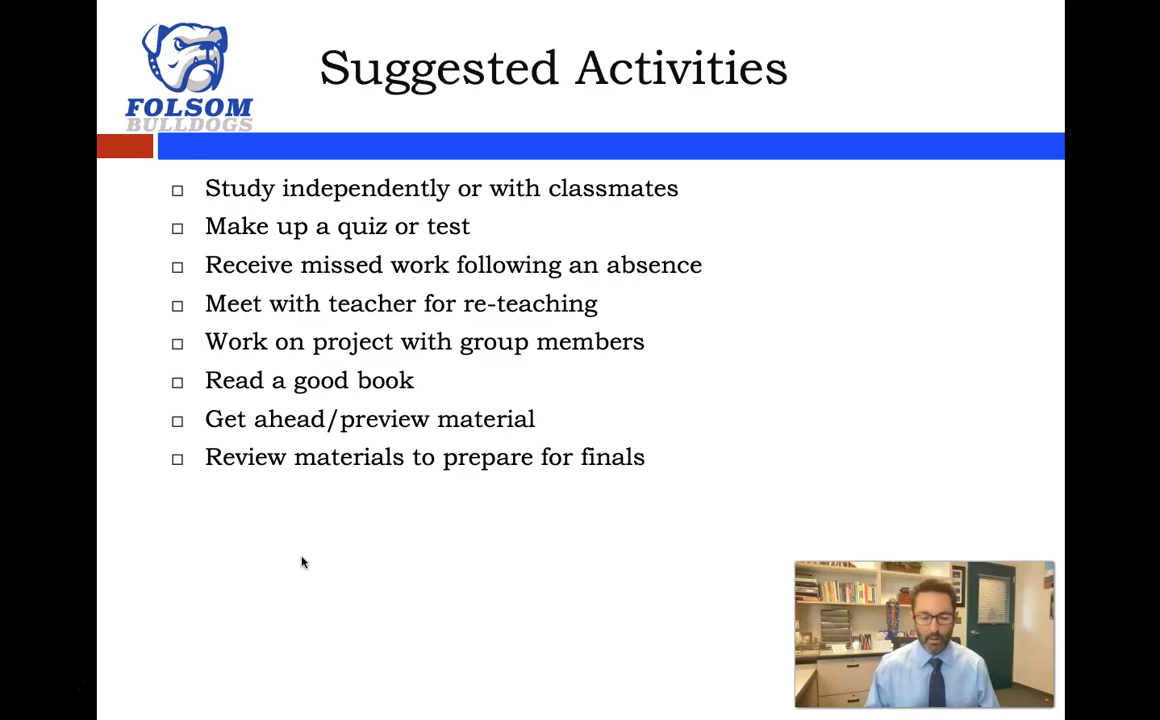 FOLSOM
BULLDOGS
Suggested Activities
Study independently or with classmates
Make up a quiz or test
Receive missed work following an absence
Meet with teacher for re-teaching
Work on project with group members
Read a good book
Get ahead/preview material
Review materials to prepare for finals